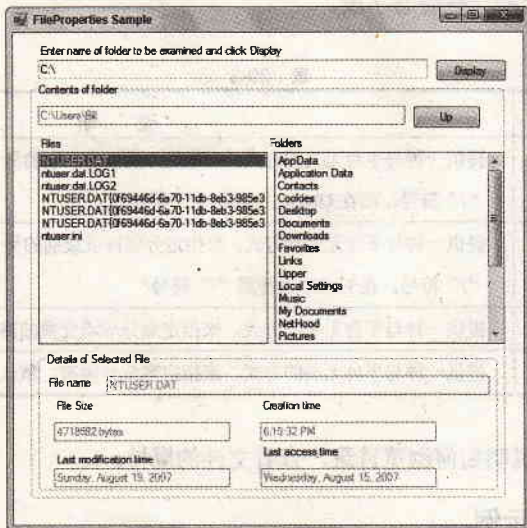 FileProperties Sample
Enter name of folder to be examined and click Display
C:\
Display
Contents of folder
C:\Users\Bill
Up
Files
Folders
NTUSER.DAT
ntuser.dat.LOG1
ntuser.dat.LOG2
NTUSER.DAT{0f69446d-6a70-11db-8eb3-985e3
NTUSER.DAT{0f69446d-6a70-11db-8eb3-985e3
NTUSER.DAT{0f69446d-6a70-11db-8eb3-985e3
ntuser.ini
AppData
Application Data
Contacts
Cookies
Desktop
Documents
Downloads
Favorites
Links
Lipper
Local Settings
Music
My Documents
NetHood
Pictures
Details of Selected File
File name
NTUSER.DAT
File Size
Creation time
bytes
PM
Last modification time
Last access time
Sunday, August 19, 2007
Wednesday, August 15, 2007